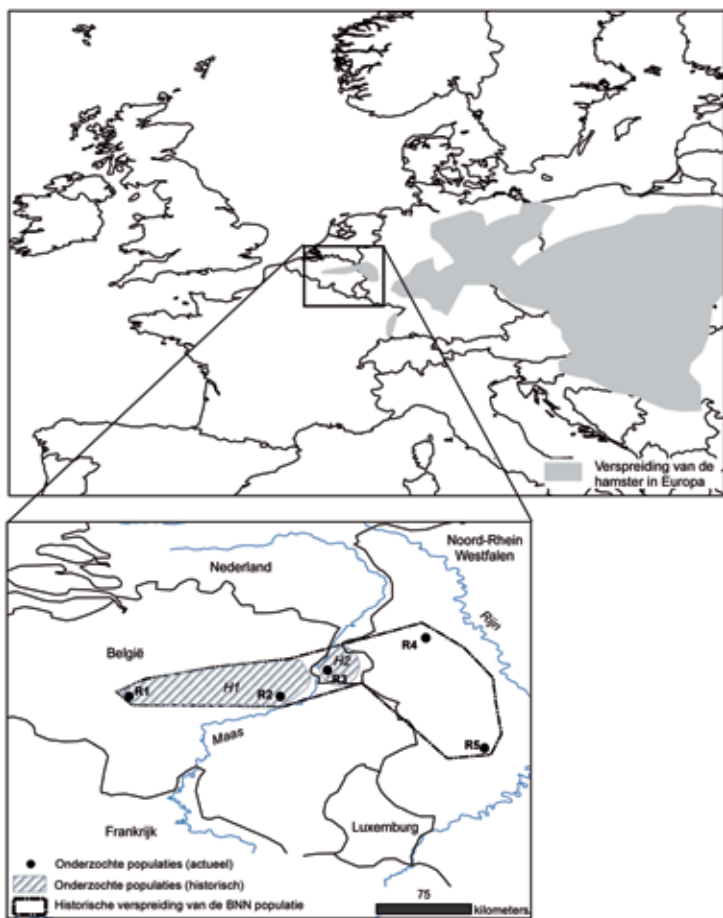 Verspreiding van de
hamster in Europa
Noord-Rhein
Westfalen
Nederland
Rijn
België
R4
H2
R3
R1
H1
R2
Maas
R5
Frankrijk
Luxemburg
Onderzochte populaties (actueel)
Onderzochte populaties (historisch)
Historische verspreiding van de BNN populatie
75
kilometers